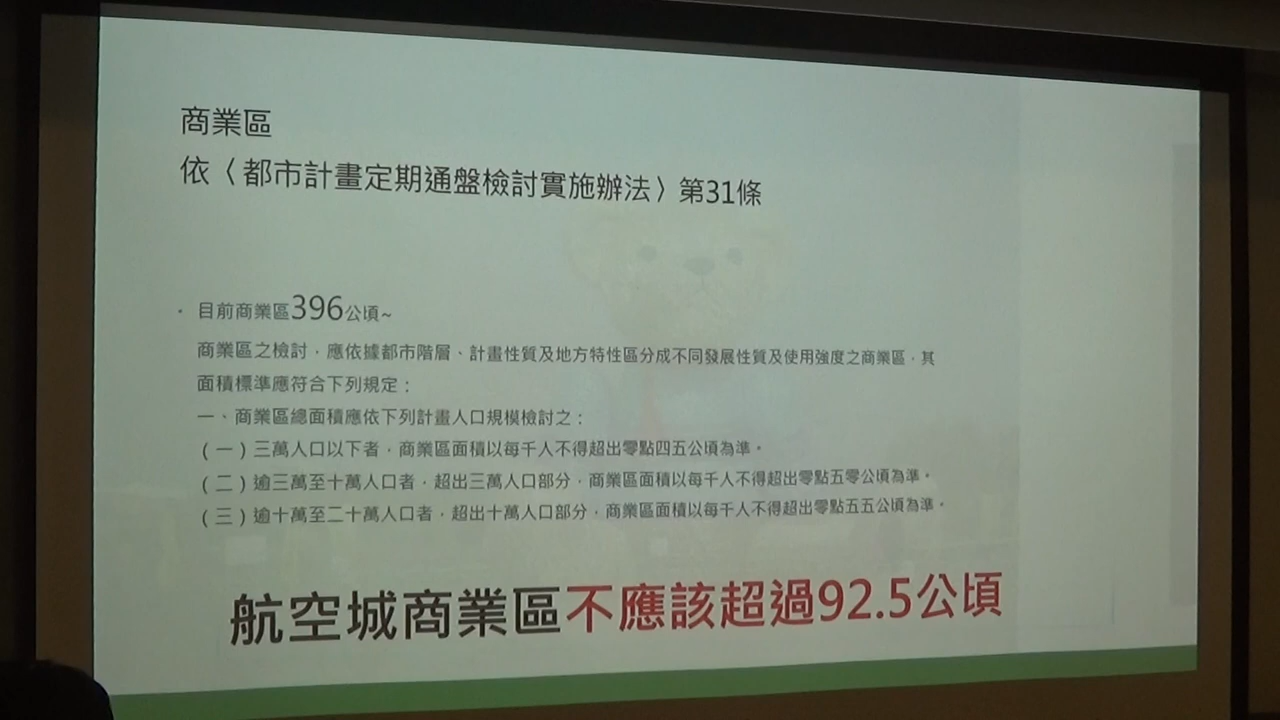 商業區
依〈都市計畫定期通盤檢討實施辦法〉第31條
• 目前商業區396公頃~
商業區之檢討，應依據都市階層、計畫性質及地方特性區分成不同發展性質及使用強度之商業區，其
面積標準應符合下列規定：
一、商業區總面積應依下列計畫人口規模檢討之：
（一）三萬人口以下者，商業區面積以每千人不得超出零點四五公頃為準。
（二）逾三萬至十萬人口者，超出三萬人口部分，商業區面積以每千人不得超出零點五零公頃為準。
（三）逾十萬至二十萬人口者，超出十萬人口部分，商業區面積以每千人不得超出零點五五公頃為準。
航空城商業區不應該超過92.5公頃